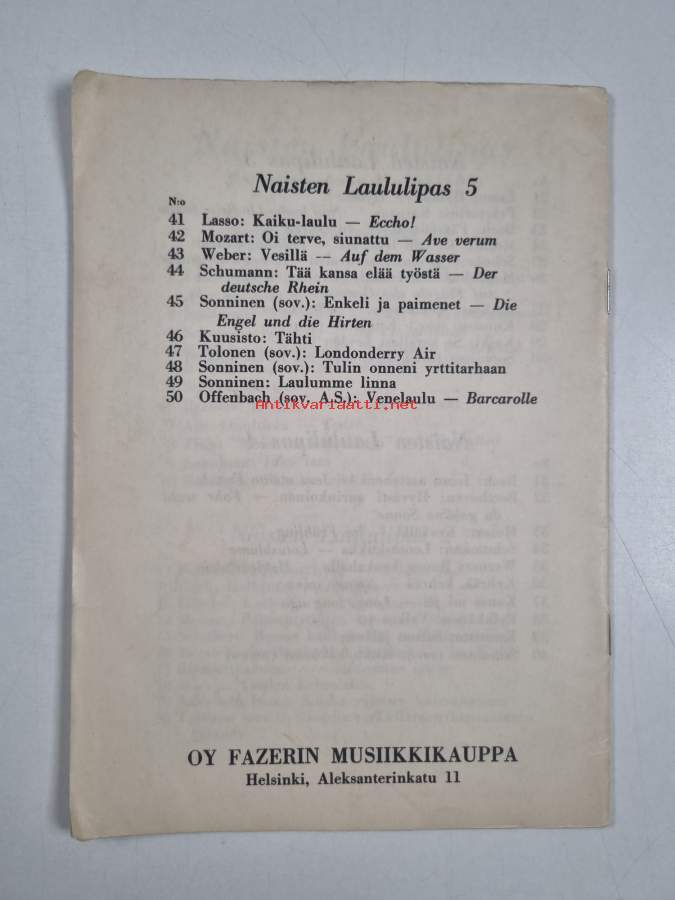 Naisten Laululipas 5
N:o
41 Lasso: Kaiku-laulu — Eccho!
42 Mozart: Oi terve, siunattu — Ave verum
43 Weber: Vesillä -- Auf dem Wasser
44 Schumann: Tää kansa elää työstä — Der
deutsche Rhein
45 Sonninen (sov.): Enkeli ja paimenet — Die
Engel und die Hirten
46 Kuusisto: Tähti
47 Tolonen (sov.): Londonderry Air
48 Sonninen (sov.): Tulin onneni yrttitarhaan
49 Sonninen: Laulumme linna
50 Offenbach (sov. A.S.): Venelaulu — Barcarolle
Antikvariaatti.net
OY FAZERIN MUSIIKKIKAUPPA
Helsinki, Aleksanterinkatu 11